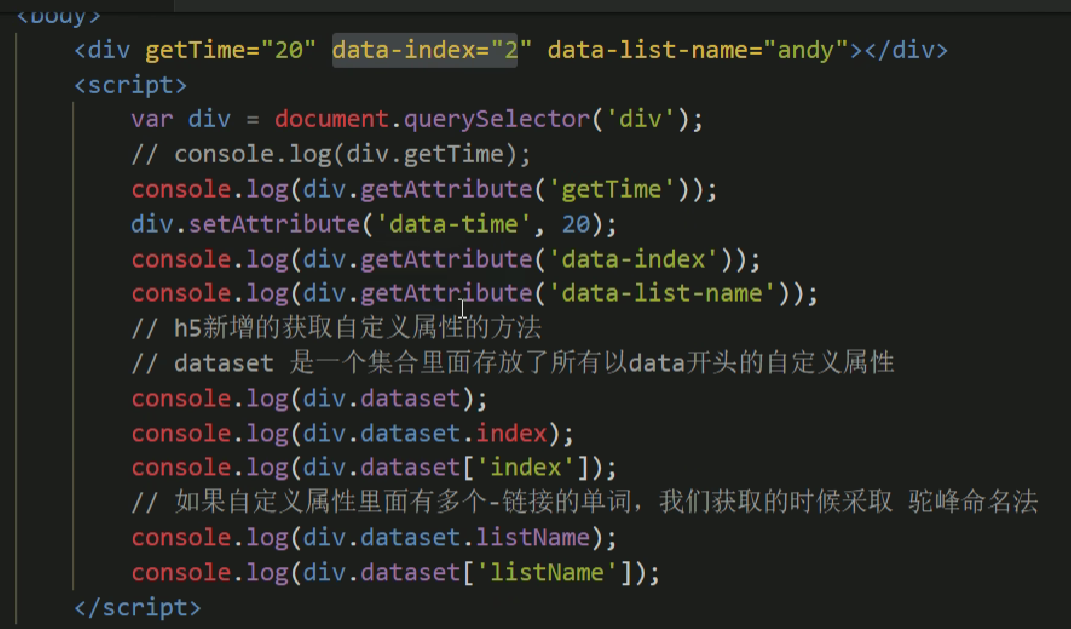 <body>
<div getTime="20" data-index="2" data-list-name="andy"></div>
<script>
var div = document.querySelector('div');
// console.log(div.getTime);
console.log(div.getAttribute('getTime'));
div.setAttribute('data-time', 20);
console.log(div.getAttribute('data-index'));
console.log(div.getAttribute('data-list-name'));
// h5新增的获取自定义属性的方法
// dataset 是一个集合里面存放了所有以data开头的自定义属性
console.log(div.dataset);
console.log(div.dataset.index);
console.log(div.dataset['index']);
// 如果自定义属性里面有多个-链接的单词，我们获取的时候采取 驼峰命名法
console.log(div.dataset.listName);
console.log(div.dataset['listName']);
</script>